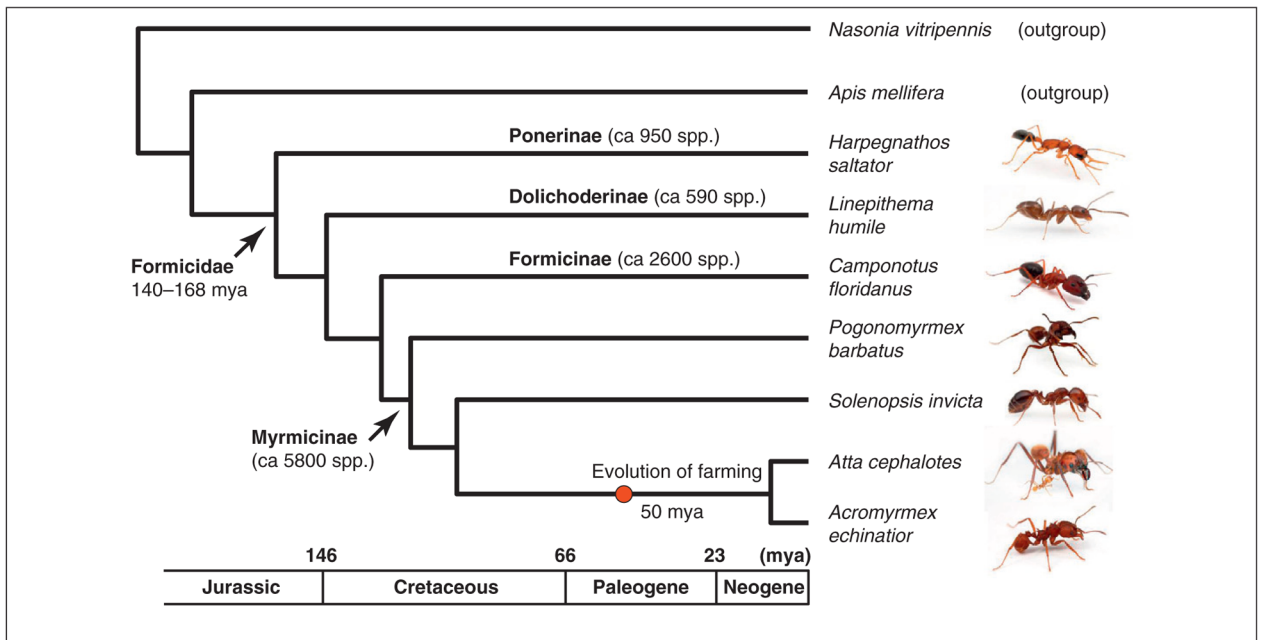 Nasonia vitripennis (outgroup)
Apis mellifera (outgroup)
Ponerinae (ca 950 spp.)
Harpegnathos
saltator
Dolichoderinae (ca 590 spp.)
Linepithema
humile
Formicinae (ca 2600 spp.)
Camponotus
floridanus
Formicidae
140–168 mya
Pogonomyrmex
barbatus
Solenopsis invicta
Myrmicinae
(ca 5800 spp.)
Evolution of farming
50 mya
Atta cephalotes
Acromyrmex
echinatior
146 66 23 (mya)
Jurassic Cretaceous Paleogene Neogene